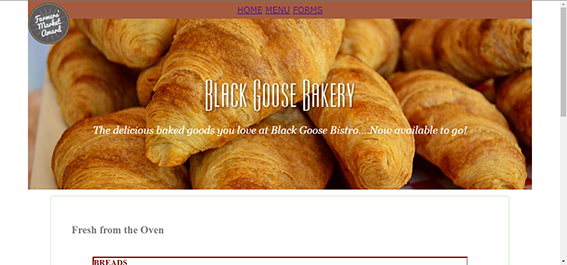 HOME MENU FORMS
Farmers'
Market
Award
BLACK GOOSE BAKERY
The delicious baked goods you love at Black Goose Bistro....Now available to go!
Fresh from the Oven
BREADS